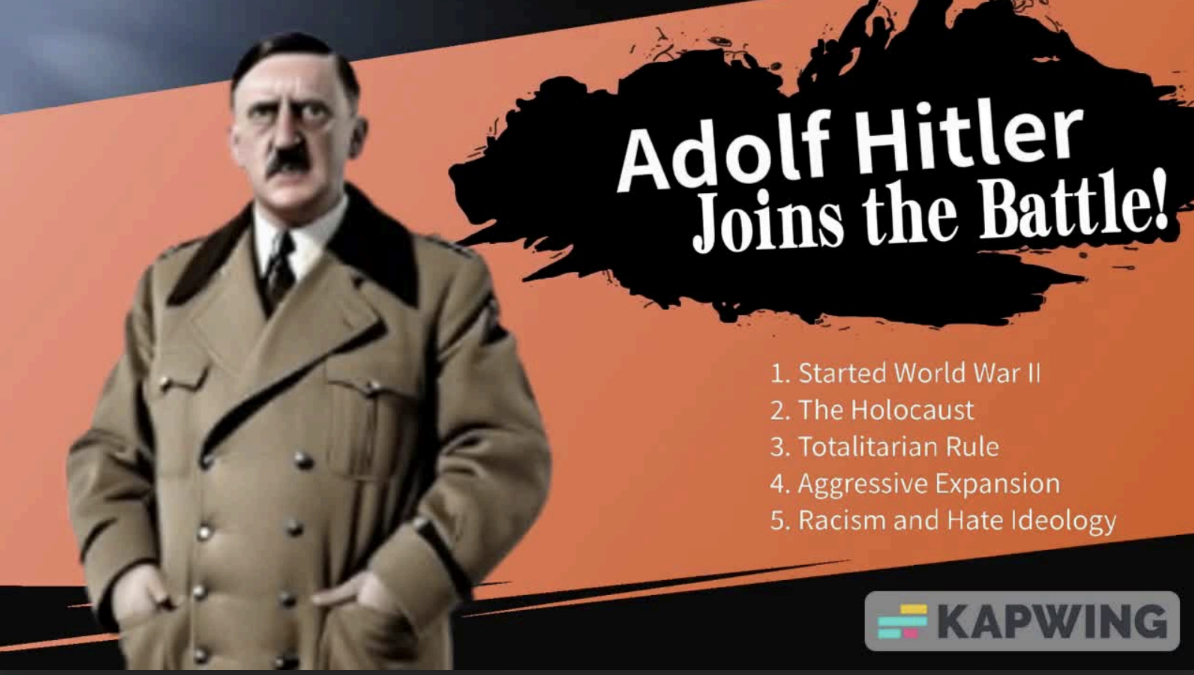 Adolf Hitler
Joins the Battle!
1. Started World War II
2. The Holocaust
3. Totalitarian Rule
4. Aggressive Expansion
5. Racism and Hate Ideology
KAPWING